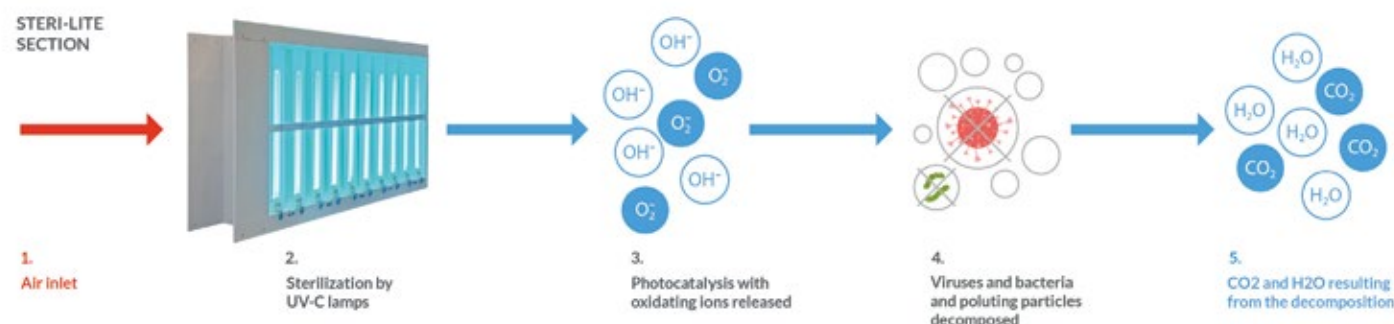 STERI-LITE
SECTION
OH⁻
O₂⁻
OH⁻
O₂⁻
OH⁻
OH⁻
O₂⁻
H₂O
CO₂
H₂O
H₂O
CO₂
CO₂
H₂O
1.
Air inlet
2.
Sterilization by
UV-C lamps
3.
Photocatalysis with
oxidating ions released
4.
Viruses and bacteria
and poluting particles
decomposed
5.
CO2 and H2O resulting
from the decomposition